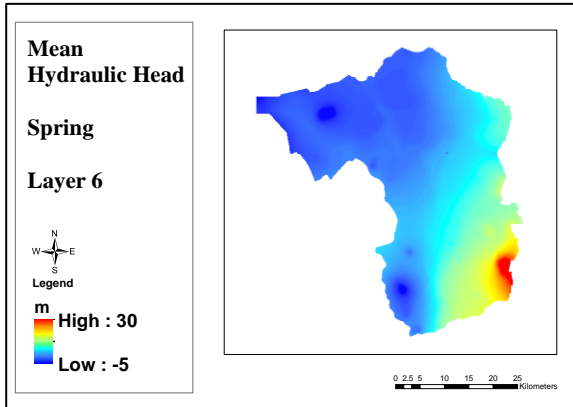 Mean
Hydraulic Head
Spring
Layer 6
N
W E
S
Legend
m
High : 30
Low : -5
0 2.5 5 10 15 20 25
Kilometers